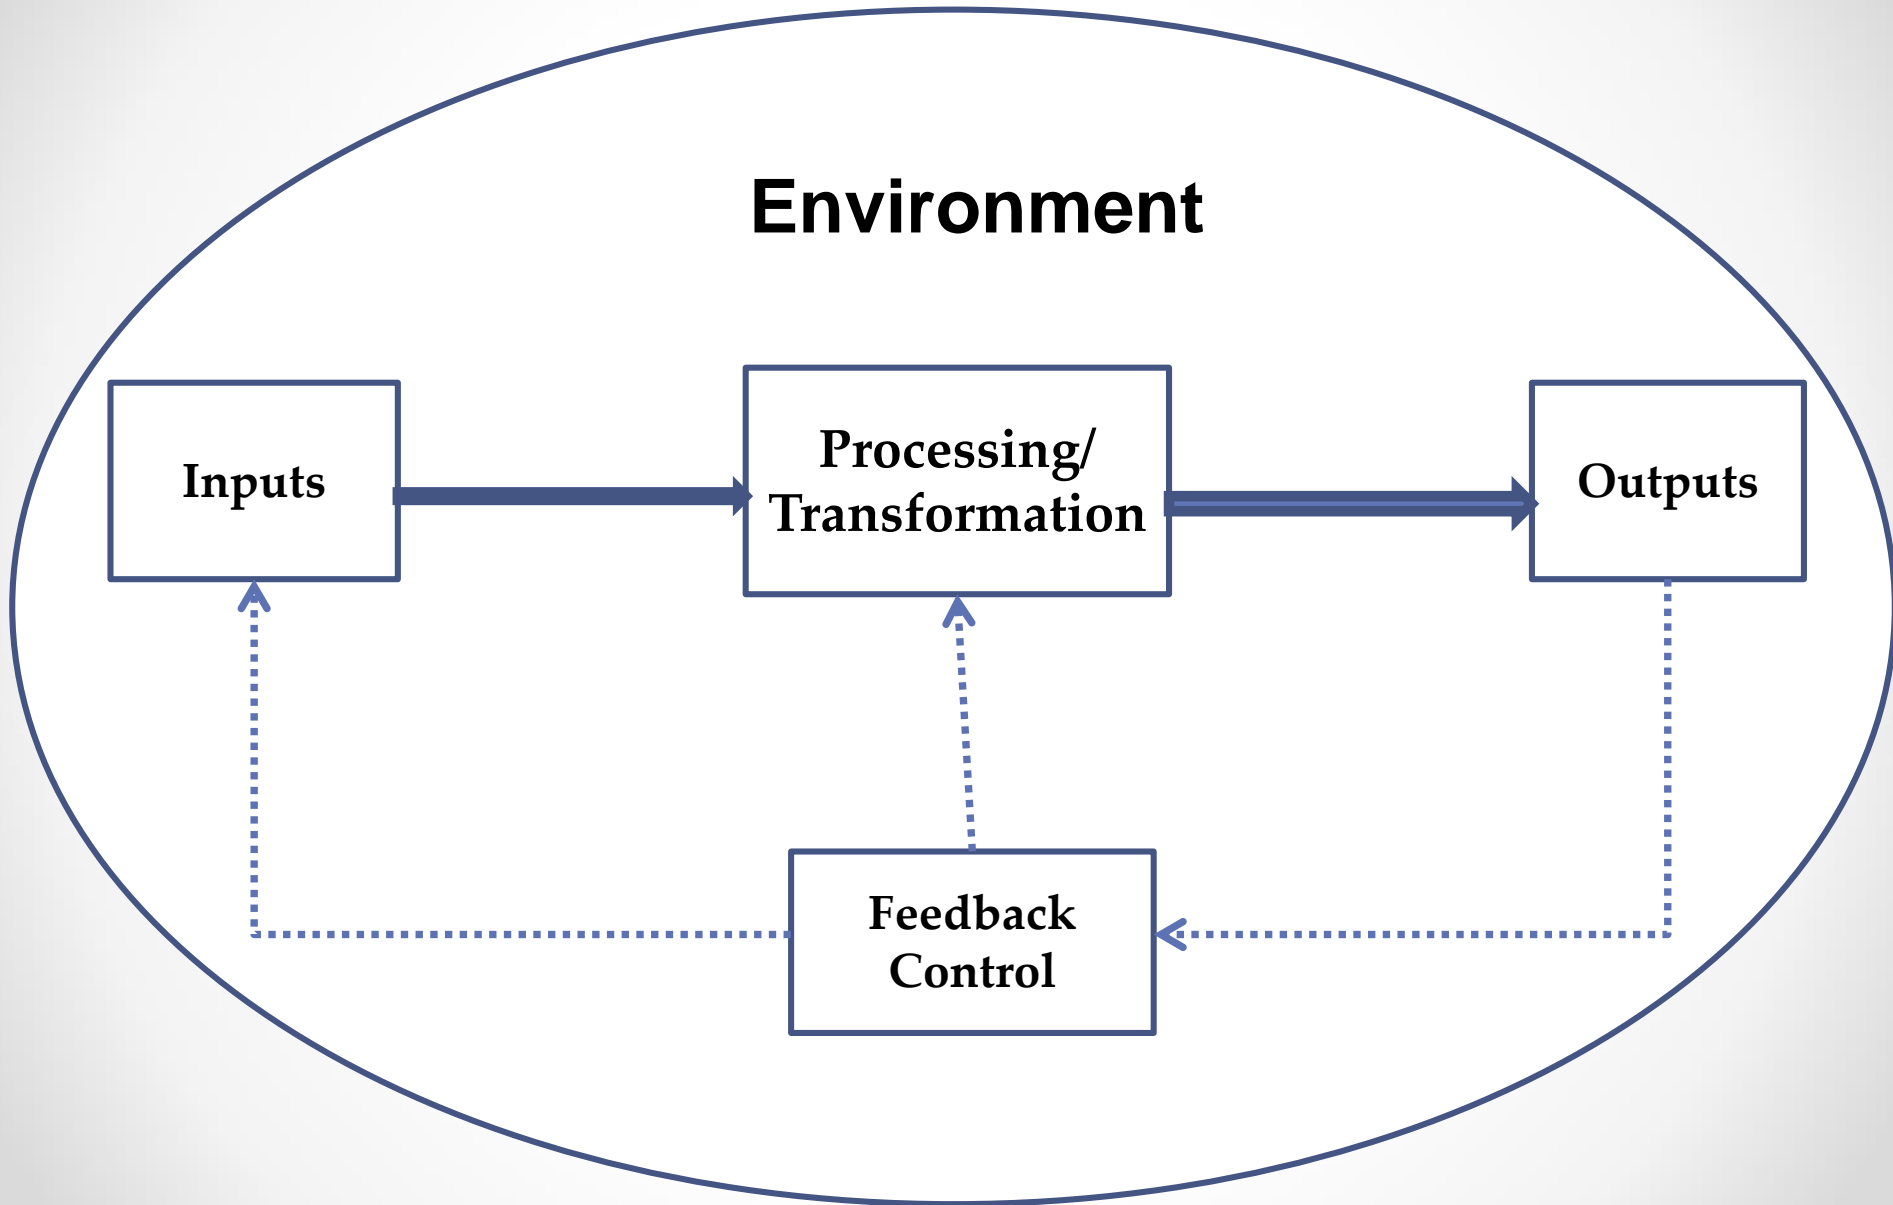 Environment
Inputs
Processing/
Transformation
Outputs
Feedback
Control